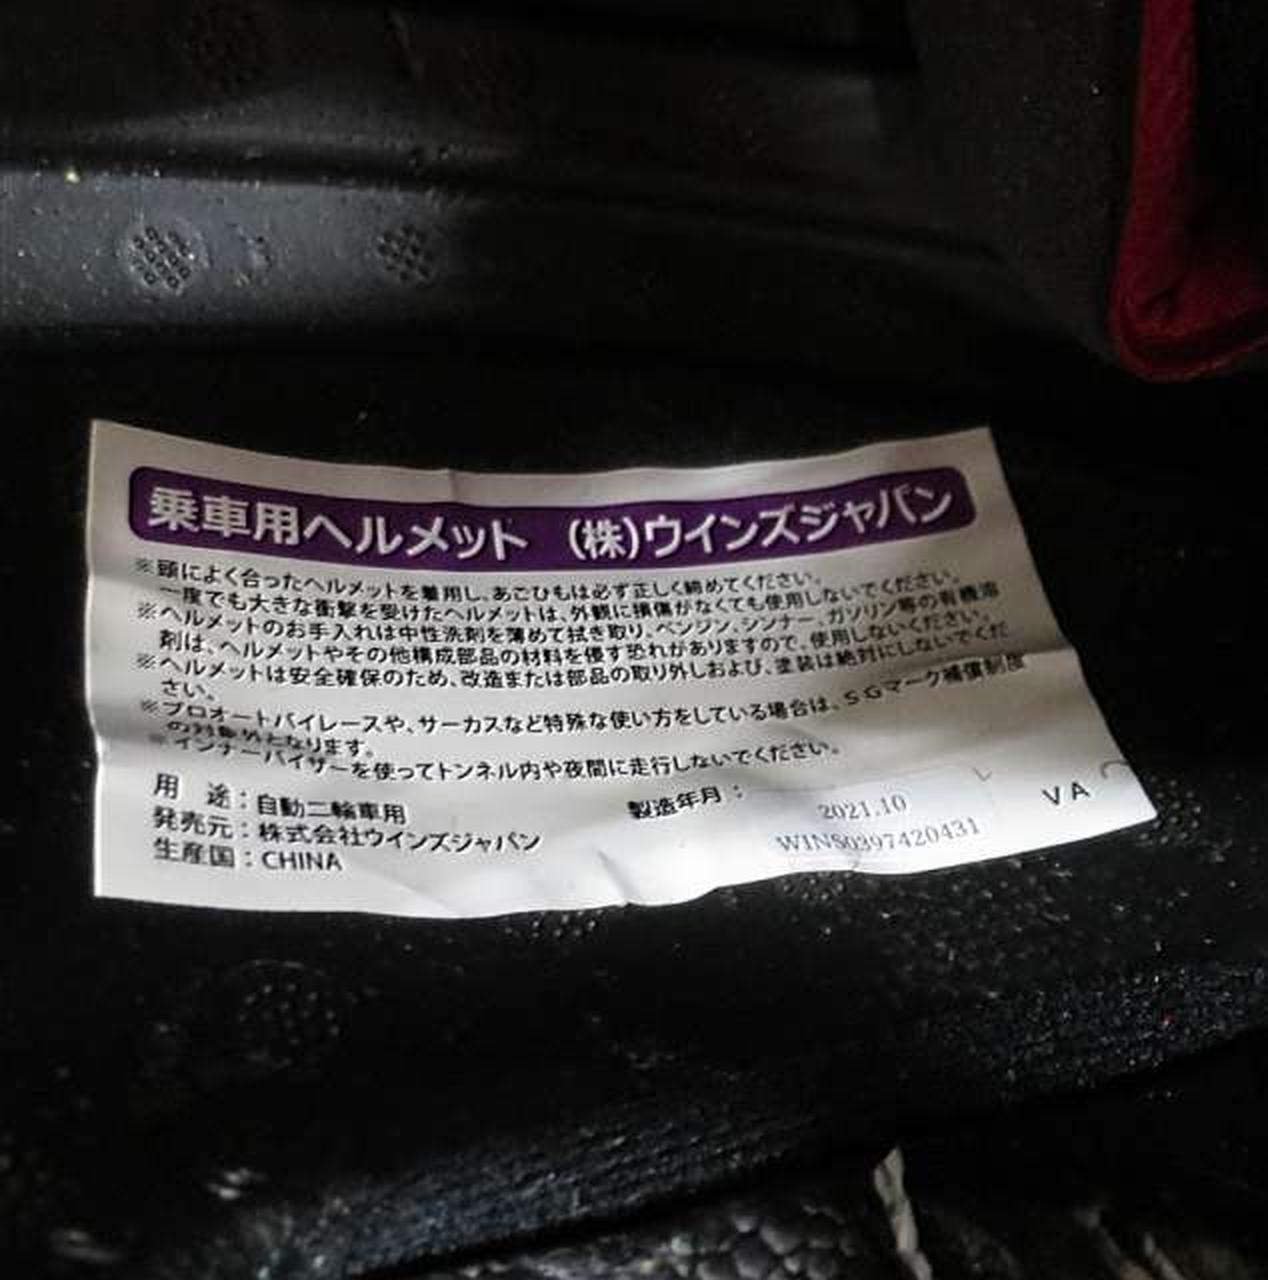 乗車用ヘルメット (株)ウインズジャパン
※頭によく合ったヘルメットを着用し、あごひもは必ず正しく締めてください。
一度でも大きな衝撃を受けたヘルメットは、外観に損傷がなくても使用しないでください。
※ヘルメットのお手入れは中性洗剤を薄めて拭き取り、ベンジン、シンナー、ガソリン等の有機溶
剤は、ヘルメットやその他構成部品の材料を侵す恐れがありますので、使用しないください。
※ヘルメットは安全確保のため、改造または部品の取り外しおよび、塗装は絶対にしないでくだ
さい。
※プロオートバイレースや、サーカスなど特殊な使い方をしている場合は、SGマーク補償制度
の対象外となります。
※インナーバイザーを使ってトンネル内や夜間に走行しないでください。
用 途：自動二輪車用
発売元：株式会社ウインズジャパン
生産国：CHINA
製造年月：
2021.10
WINS0397420431
VA